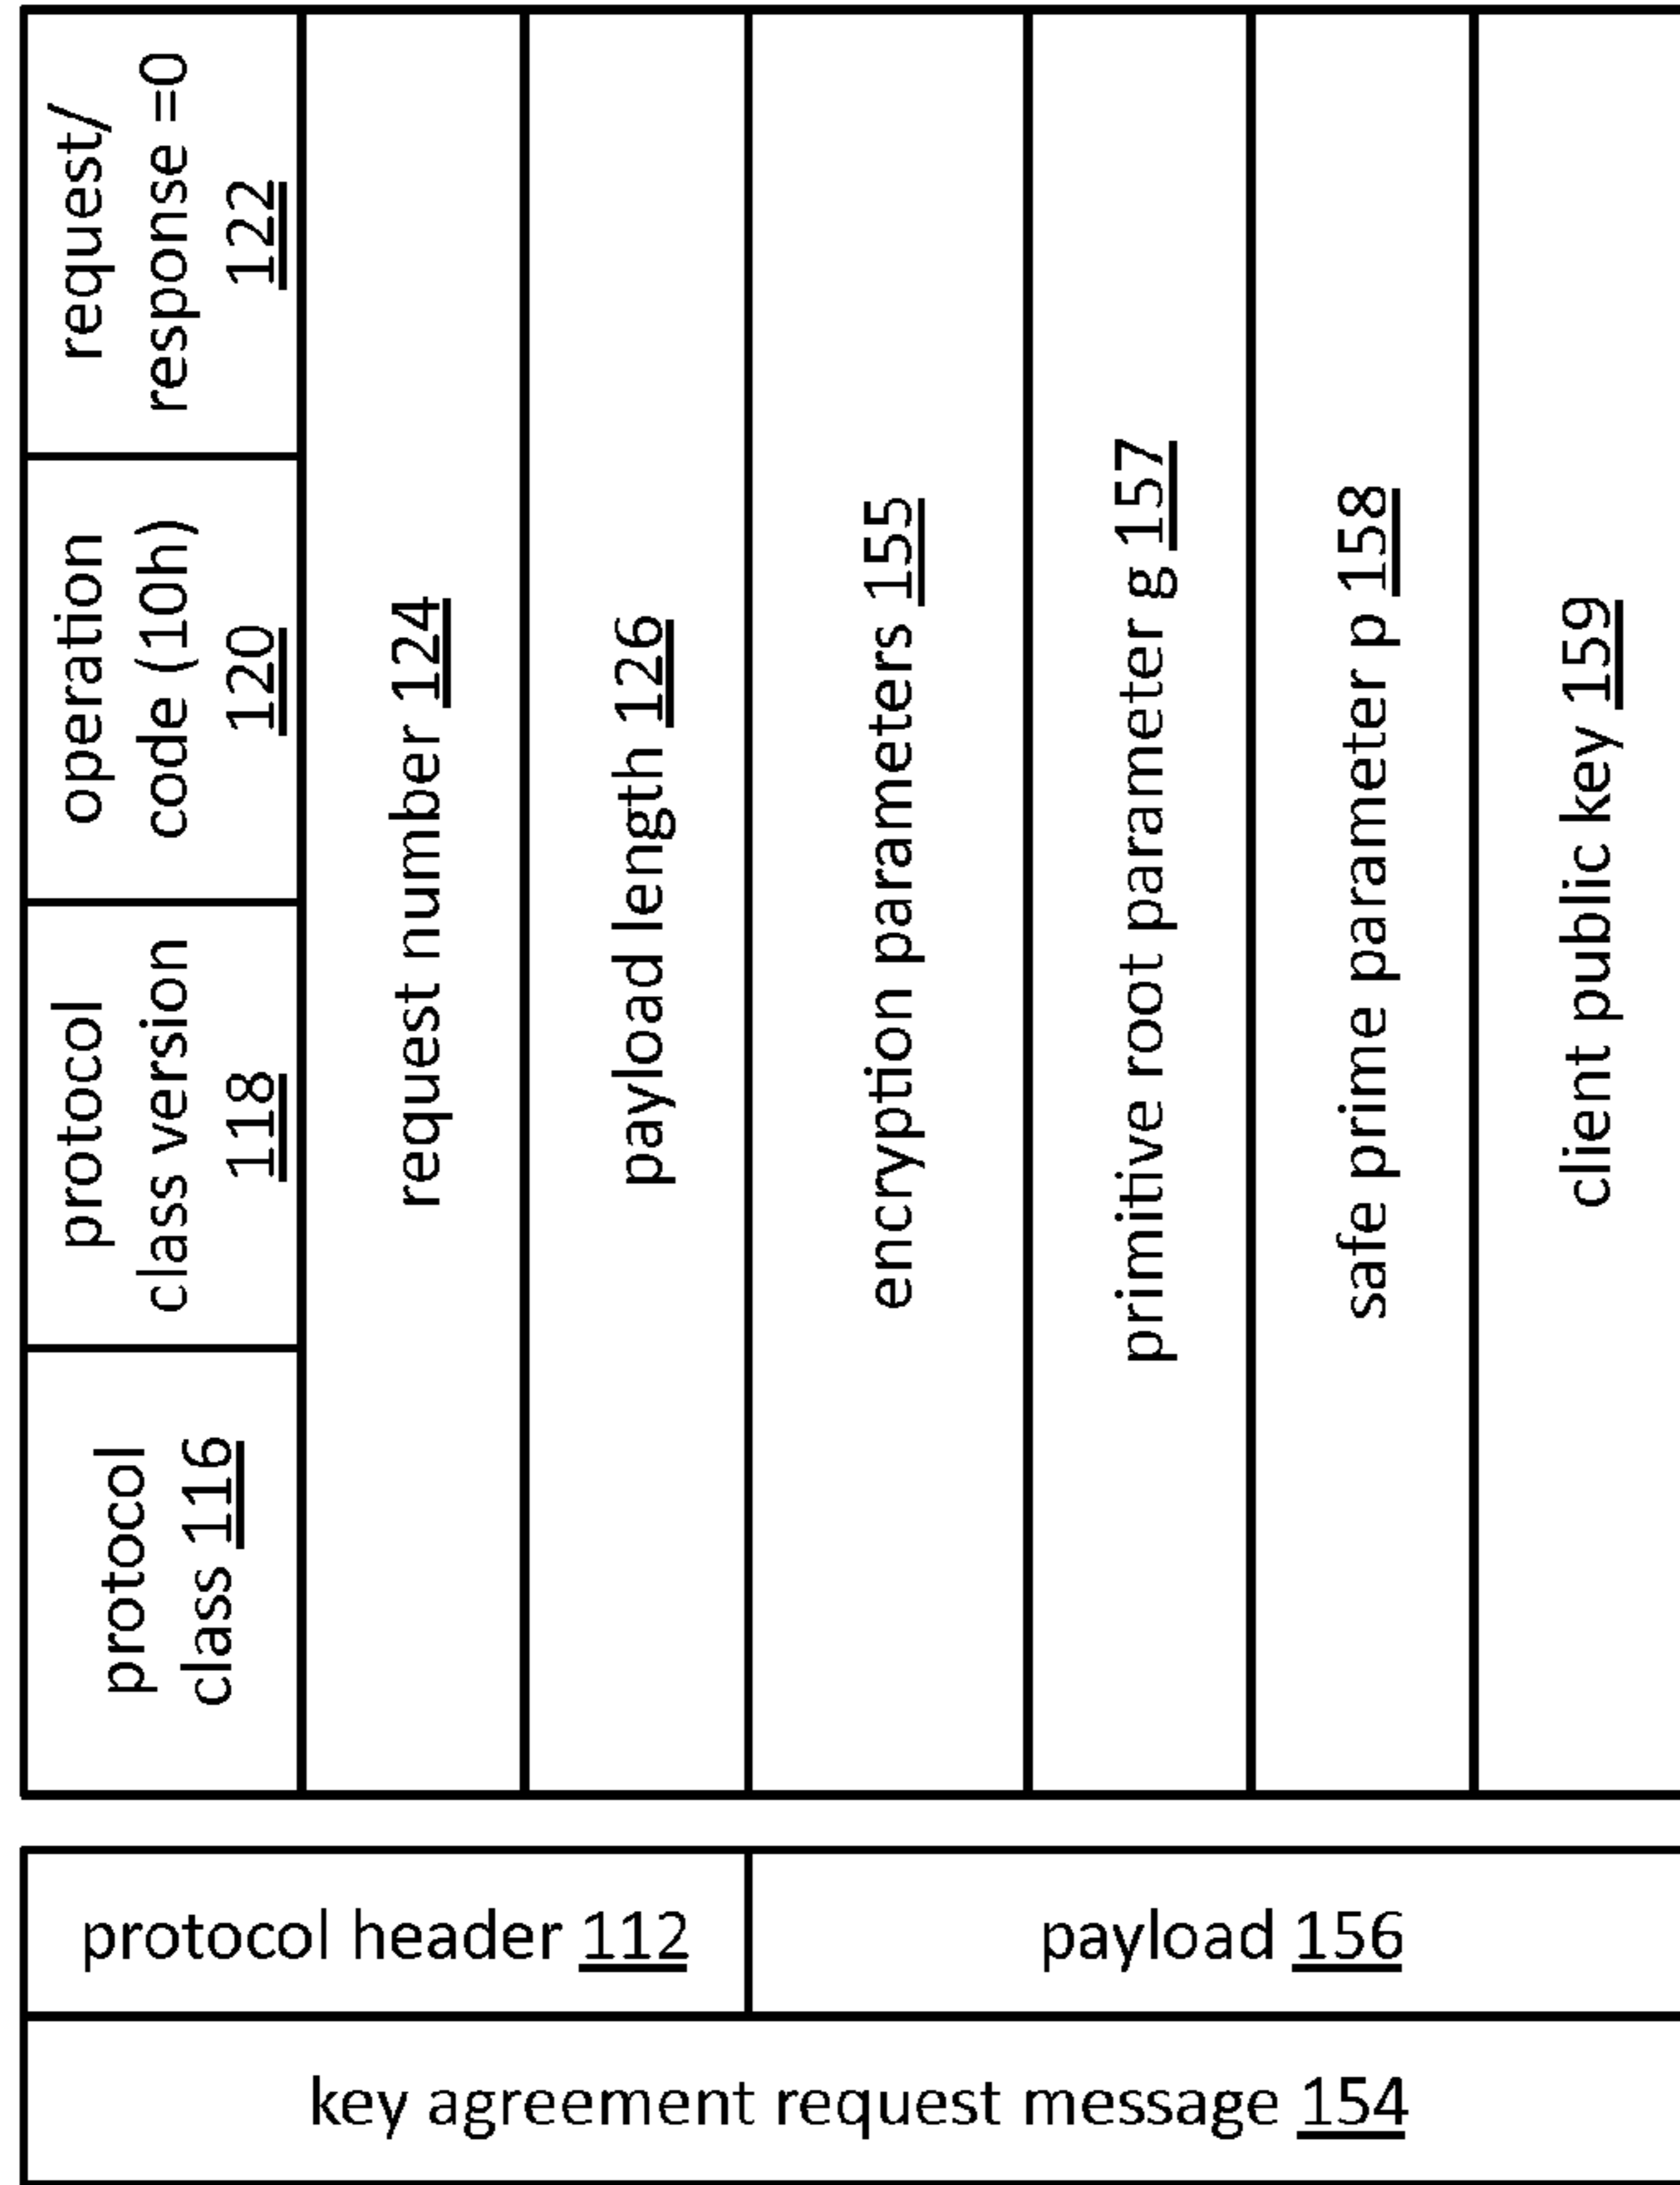 key agreement request message 154
protocol header 112
payload 156
protocol
class 116
protocol
class version
118
operation
code (10h)
120
request/
response =0
122
request number 124
payload length 126
encryption parameters 155
primitive root parameter g 157
safe prime parameter p 158
client public key 159